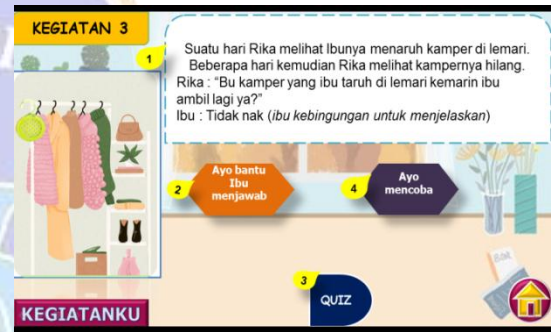 KEGIATAN 3
1
Suatu hari Rika melihat Ibunya menaruh kamper di lemari.
Beberapa hari kemudian Rika melihat kampernya hilang.
Rika : “Bu kamper yang ibu taruh di lemari kemarin ibu
ambil lagi ya?”
Ibu : Tidak nak (ibu kebingungan untuk menjelaskan)
2
Ayo bantu
Ibu
menjawab
4
Ayo
mencoba
3
QUIZ
KEGIATANKU